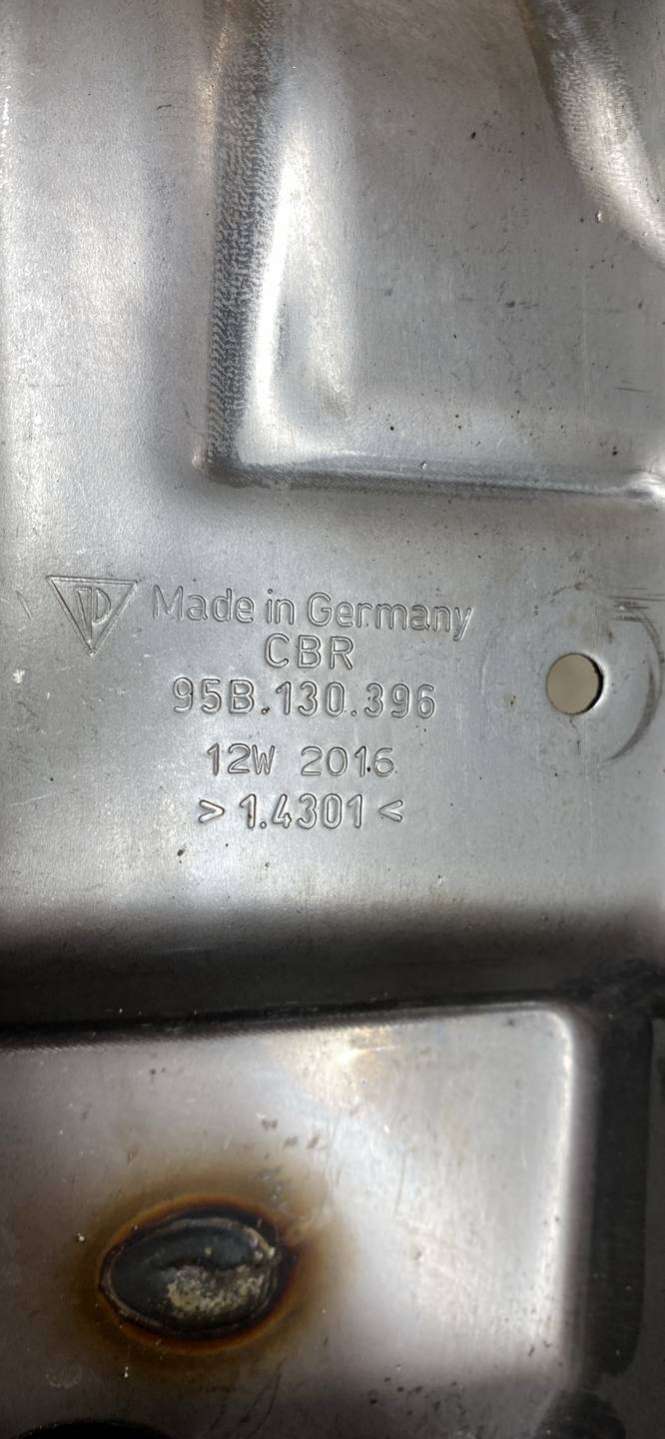 Made in Germany
CBR
95B.130.396
12W 2016
>1.4301<